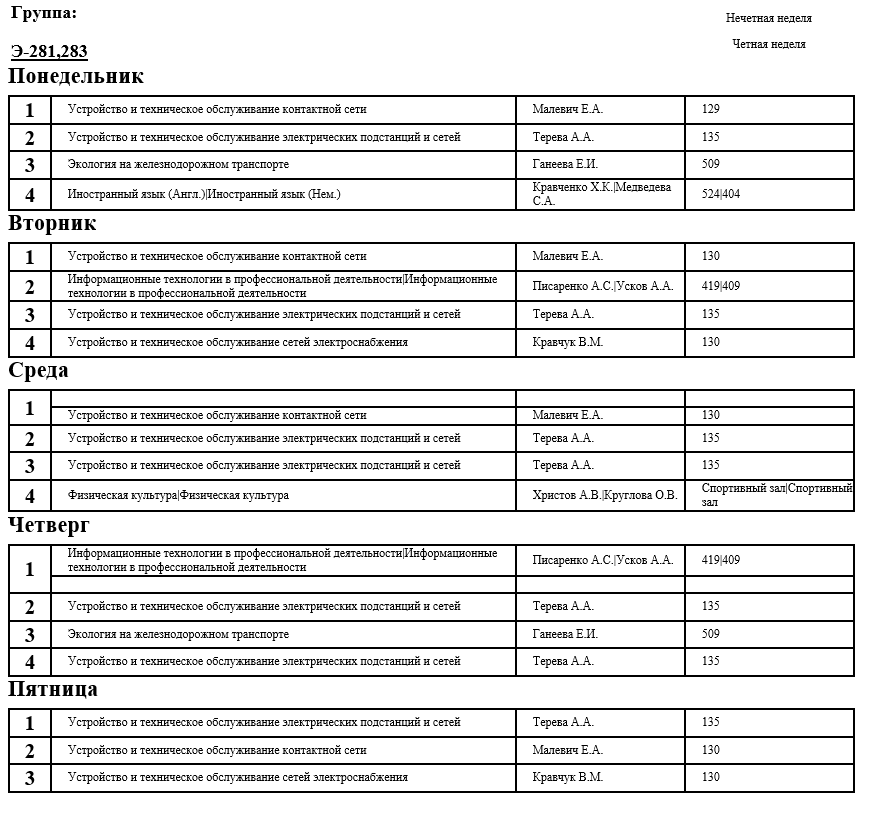 Группа:
Нечетная неделя
Четная неделя
Э-281,283
Понедельник
1 Устройство и техническое обслуживание контактной сети Малевич Е.А. 129
2 Устройство и техническое обслуживание электрических подстанций и сетей Терева А.А. 135
3 Экология на железнодорожном транспорте Ганеева Е.И. 509
4 Иностранный язык (Англ.)|Иностранный язык (Нем.) Кравченко Х.К.|Медведева С.А. 524|404
Вторник
1 Устройство и техническое обслуживание контактной сети Малевич Е.А. 130
2 Информационные технологии в профессиональной деятельности|Информационные
технологии в профессиональной деятельности Писаренко А.С.|Усков А.А. 419|409
3 Устройство и техническое обслуживание электрических подстанций и сетей Терева А.А. 135
4 Устройство и техническое обслуживание сетей электроснабжения Кравчук В.М. 130
Среда
1
Устройство и техническое обслуживание контактной сети Малевич Е.А. 130
2 Устройство и техническое обслуживание электрических подстанций и сетей Терева А.А. 135
3 Устройство и техническое обслуживание электрических подстанций и сетей Терева А.А. 135
4 Физическая культура|Физическая культура Христов А.В.|Круглова О.В. Спортивный зал|Спортивный зал
Четверг
1 Информационные технологии в профессиональной деятельности|Информационные
технологии в профессиональной деятельности Писаренко А.С.|Усков А.А. 419|409
2 Устройство и техническое обслуживание электрических подстанций и сетей Терева А.А. 135
3 Экология на железнодорожном транспорте Ганеева Е.И. 509
4 Устройство и техническое обслуживание электрических подстанций и сетей Терева А.А. 135
Пятница
1 Устройство и техническое обслуживание электрических подстанций и сетей Терева А.А. 135
2 Устройство и техническое обслуживание контактной сети Малевич Е.А. 130
3 Устройство и техническое обслуживание сетей электроснабжения Кравчук В.М. 130